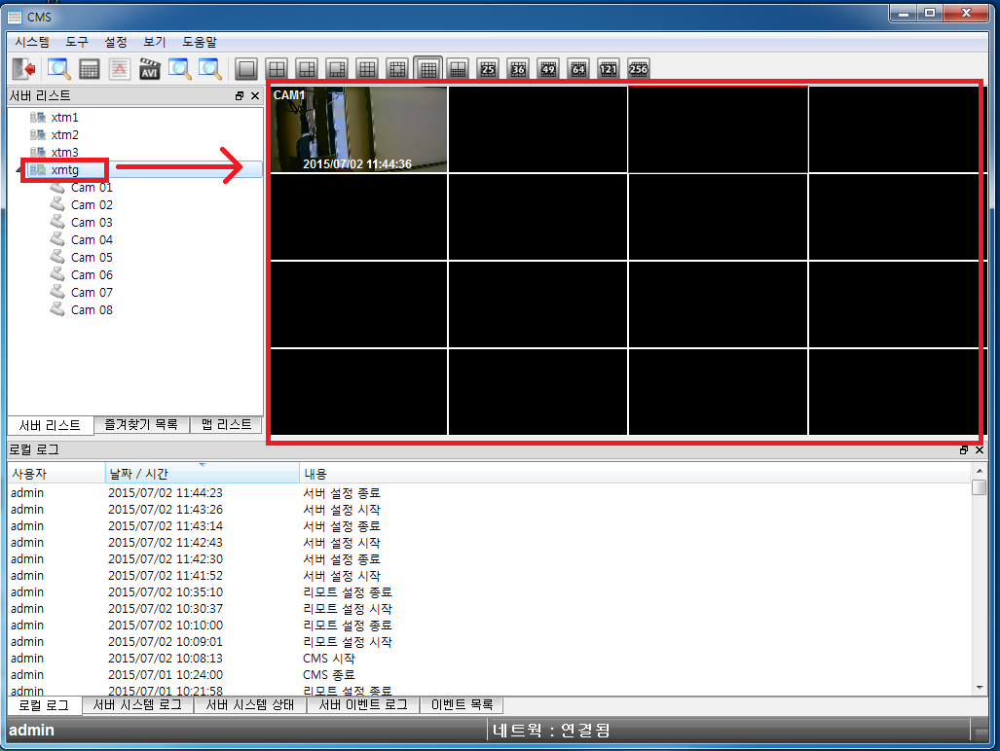 CMS
시스템 도구 설정 보기 도움말
AVI 25 36 49 64 121 256
서버 리스트
xtm1
xtm2
xtm3
xmtg
Cam 01
Cam 02
Cam 03
Cam 04
Cam 05
Cam 06
Cam 07
Cam 08
CAM1
2015/07/02 11:44:36
서버 리스트 즐겨찾기 목록 맵 리스트
로컬 로그
사용자 날짜 / 시간 내용
admin 2015/07/02 11:44:23 서버 설정 종료
admin 2015/07/02 11:43:26 서버 설정 시작
admin 2015/07/02 11:43:14 서버 설정 종료
admin 2015/07/02 11:42:43 서버 설정 시작
admin 2015/07/02 11:42:30 서버 설정 종료
admin 2015/07/02 11:41:52 서버 설정 시작
admin 2015/07/02 10:35:10 리모트 설정 종료
admin 2015/07/02 10:30:37 리모트 설정 시작
admin 2015/07/02 10:10:00 리모트 설정 종료
admin 2015/07/02 10:09:01 리모트 설정 시작
admin 2015/07/02 10:08:13 CMS 시작
admin 2015/07/01 10:24:00 CMS 종료
admin 2015/07/01 10:21:58 리모트 설정 종료
로컬 로그 서버 시스템 로그 서버 시스템 상태 서버 이벤트 로그 이벤트 목록
admin 네트웍 : 연결됨